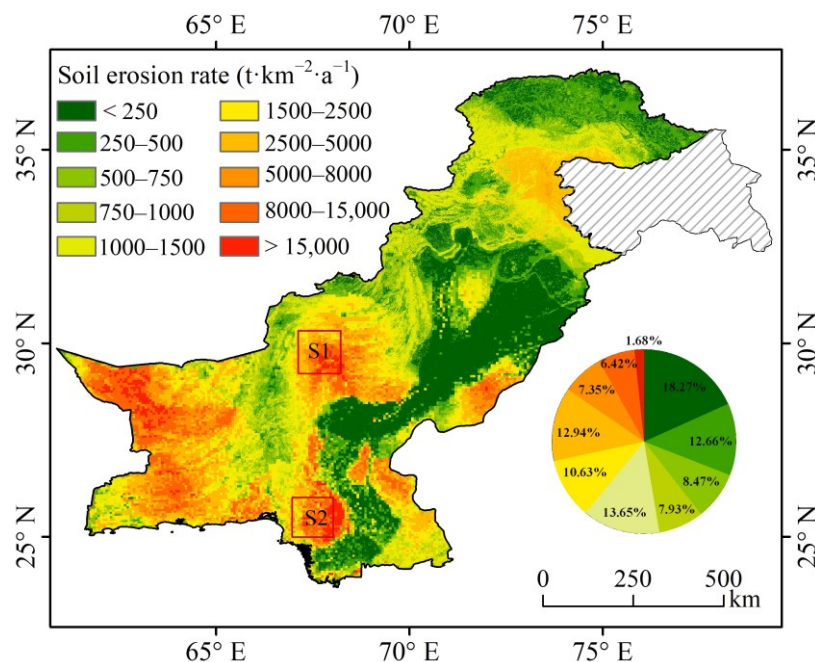 65° E 70° E 75° E
Soil erosion rate (t·km⁻²·a⁻¹)
< 250 1500–2500
250–500 2500–5000
500–750 5000–8000
750–1000 8000–15,000
1000–1500 > 15,000
35° N 35° N
30° N 30° N
25° N 25° N
S1
S2
1.68%
6.42% 18.27%
7.35%
12.94% 12.66%
10.63% 8.47%
13.65% 7.93%
0 250 500
km
65° E 70° E 75° E